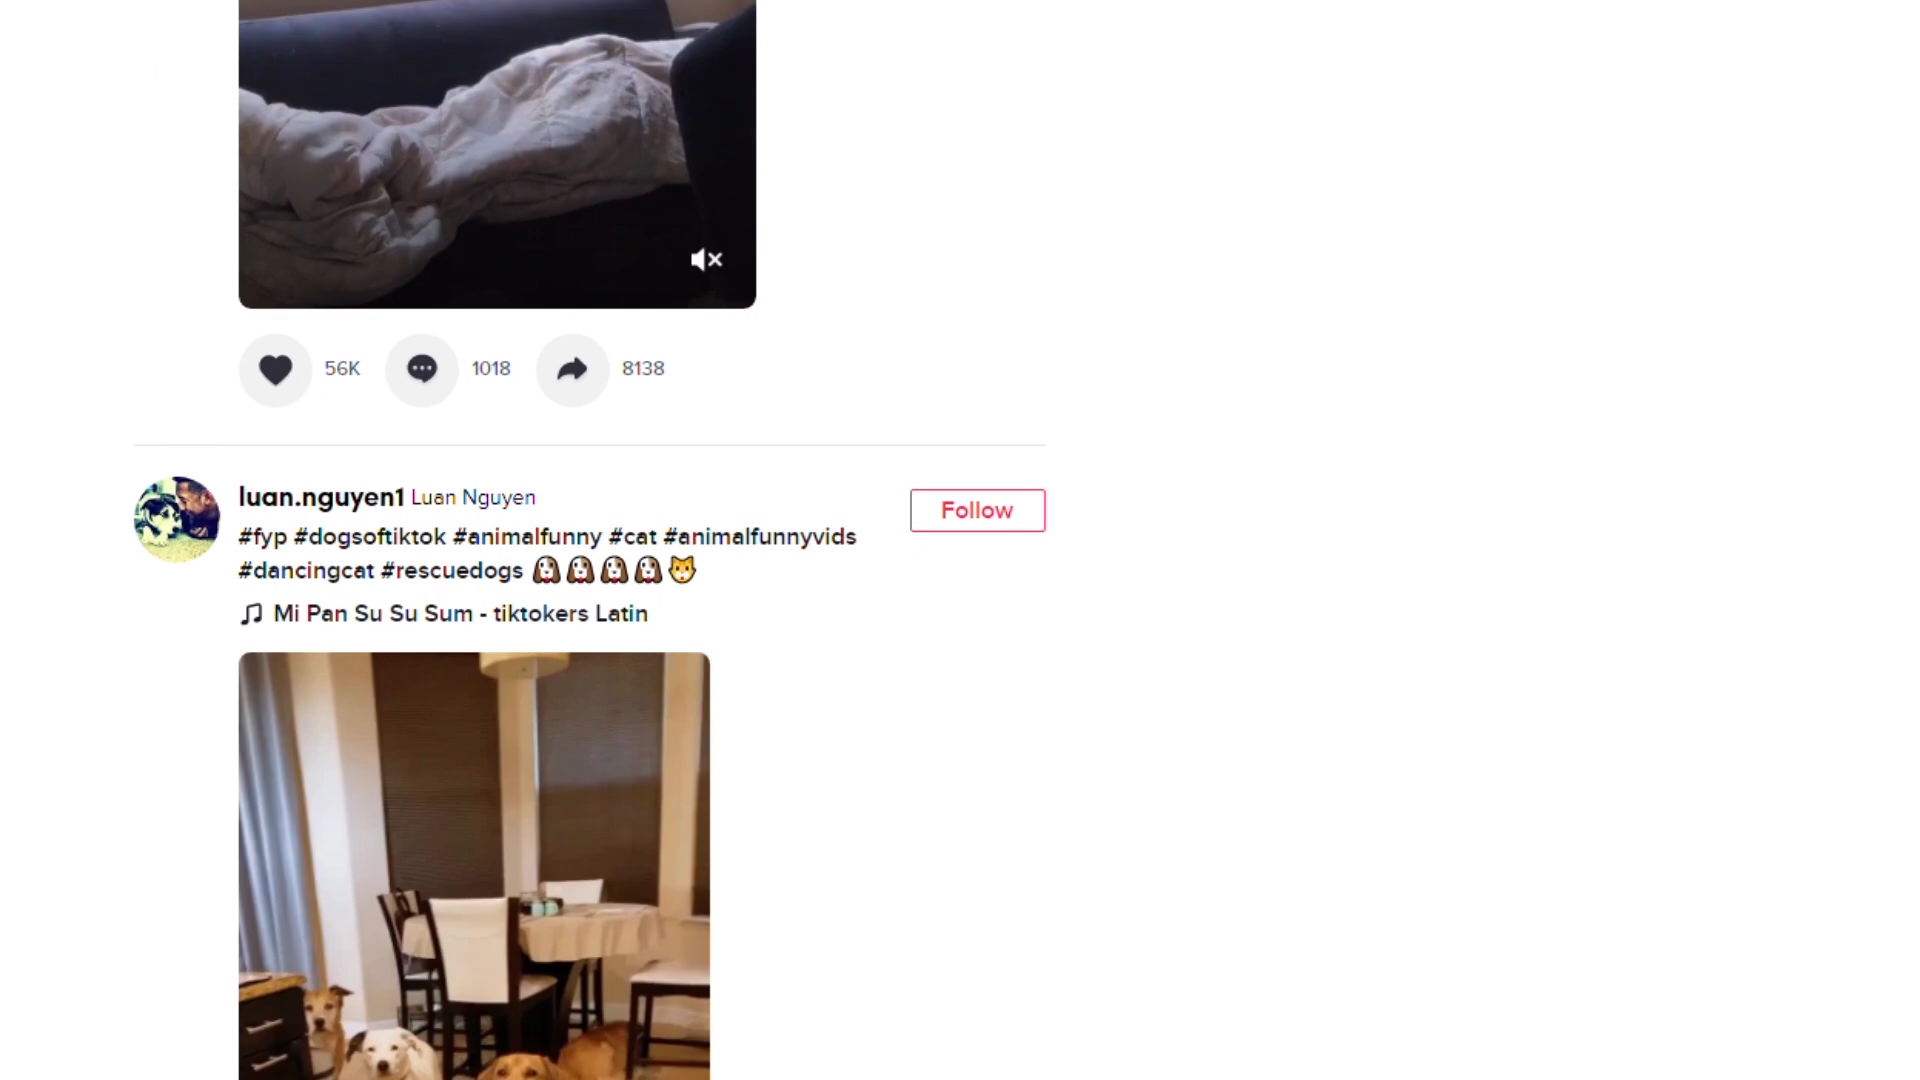 56K 1018 8138
luan.nguyen1 Luan Nguyen
Follow
#fyp #dogsoftiktok #animalfunny #cat #animalfunnyvids
#dancingcat #rescuedogs 🐶🐶🐶🐶🐱
Mi Pan Su Su Sum - tiktokers Latin